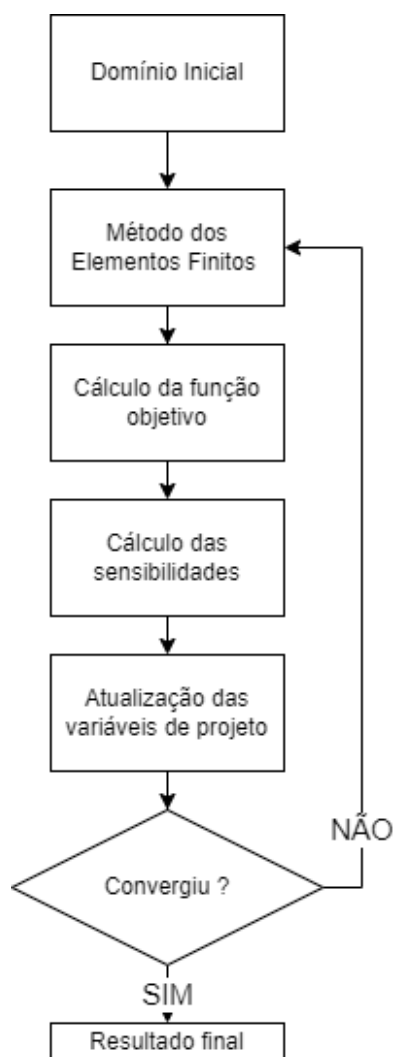 Domínio Inicial
Método dos
Elementos Finitos
Cálculo da função
objetivo
Cálculo das
sensibilidades
Atualização das
variáveis de projeto
NÃO
Convergiu ?
SIM
Resultado final